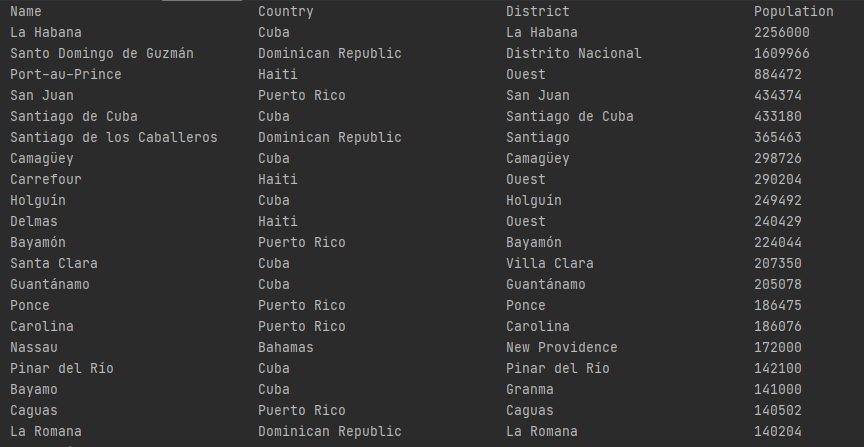 Name Country District Population
La Habana Cuba La Habana 2256000
Santo Domingo de Guzmán Dominican Republic Distrito Nacional 1609966
Port-au-Prince Haiti Ouest 884472
San Juan Puerto Rico San Juan 434374
Santiago de Cuba Cuba Santiago de Cuba 433180
Santiago de los Caballeros Dominican Republic Santiago 365463
Camagüey Cuba Camagüey 298726
Carrefour Haiti Ouest 290204
Holguín Cuba Holguín 249492
Delmas Haiti Ouest 240429
Bayamón Puerto Rico Bayamón 224044
Santa Clara Cuba Villa Clara 207350
Guantánamo Cuba Guantánamo 205078
Ponce Puerto Rico Ponce 186475
Carolina Puerto Rico Carolina 186076
Nassau Bahamas New Providence 172000
Pinar del Río Cuba Pinar del Río 142100
Bayamo Cuba Granma 141000
Caguas Puerto Rico Caguas 140502
La Romana Dominican Republic La Romana 140204